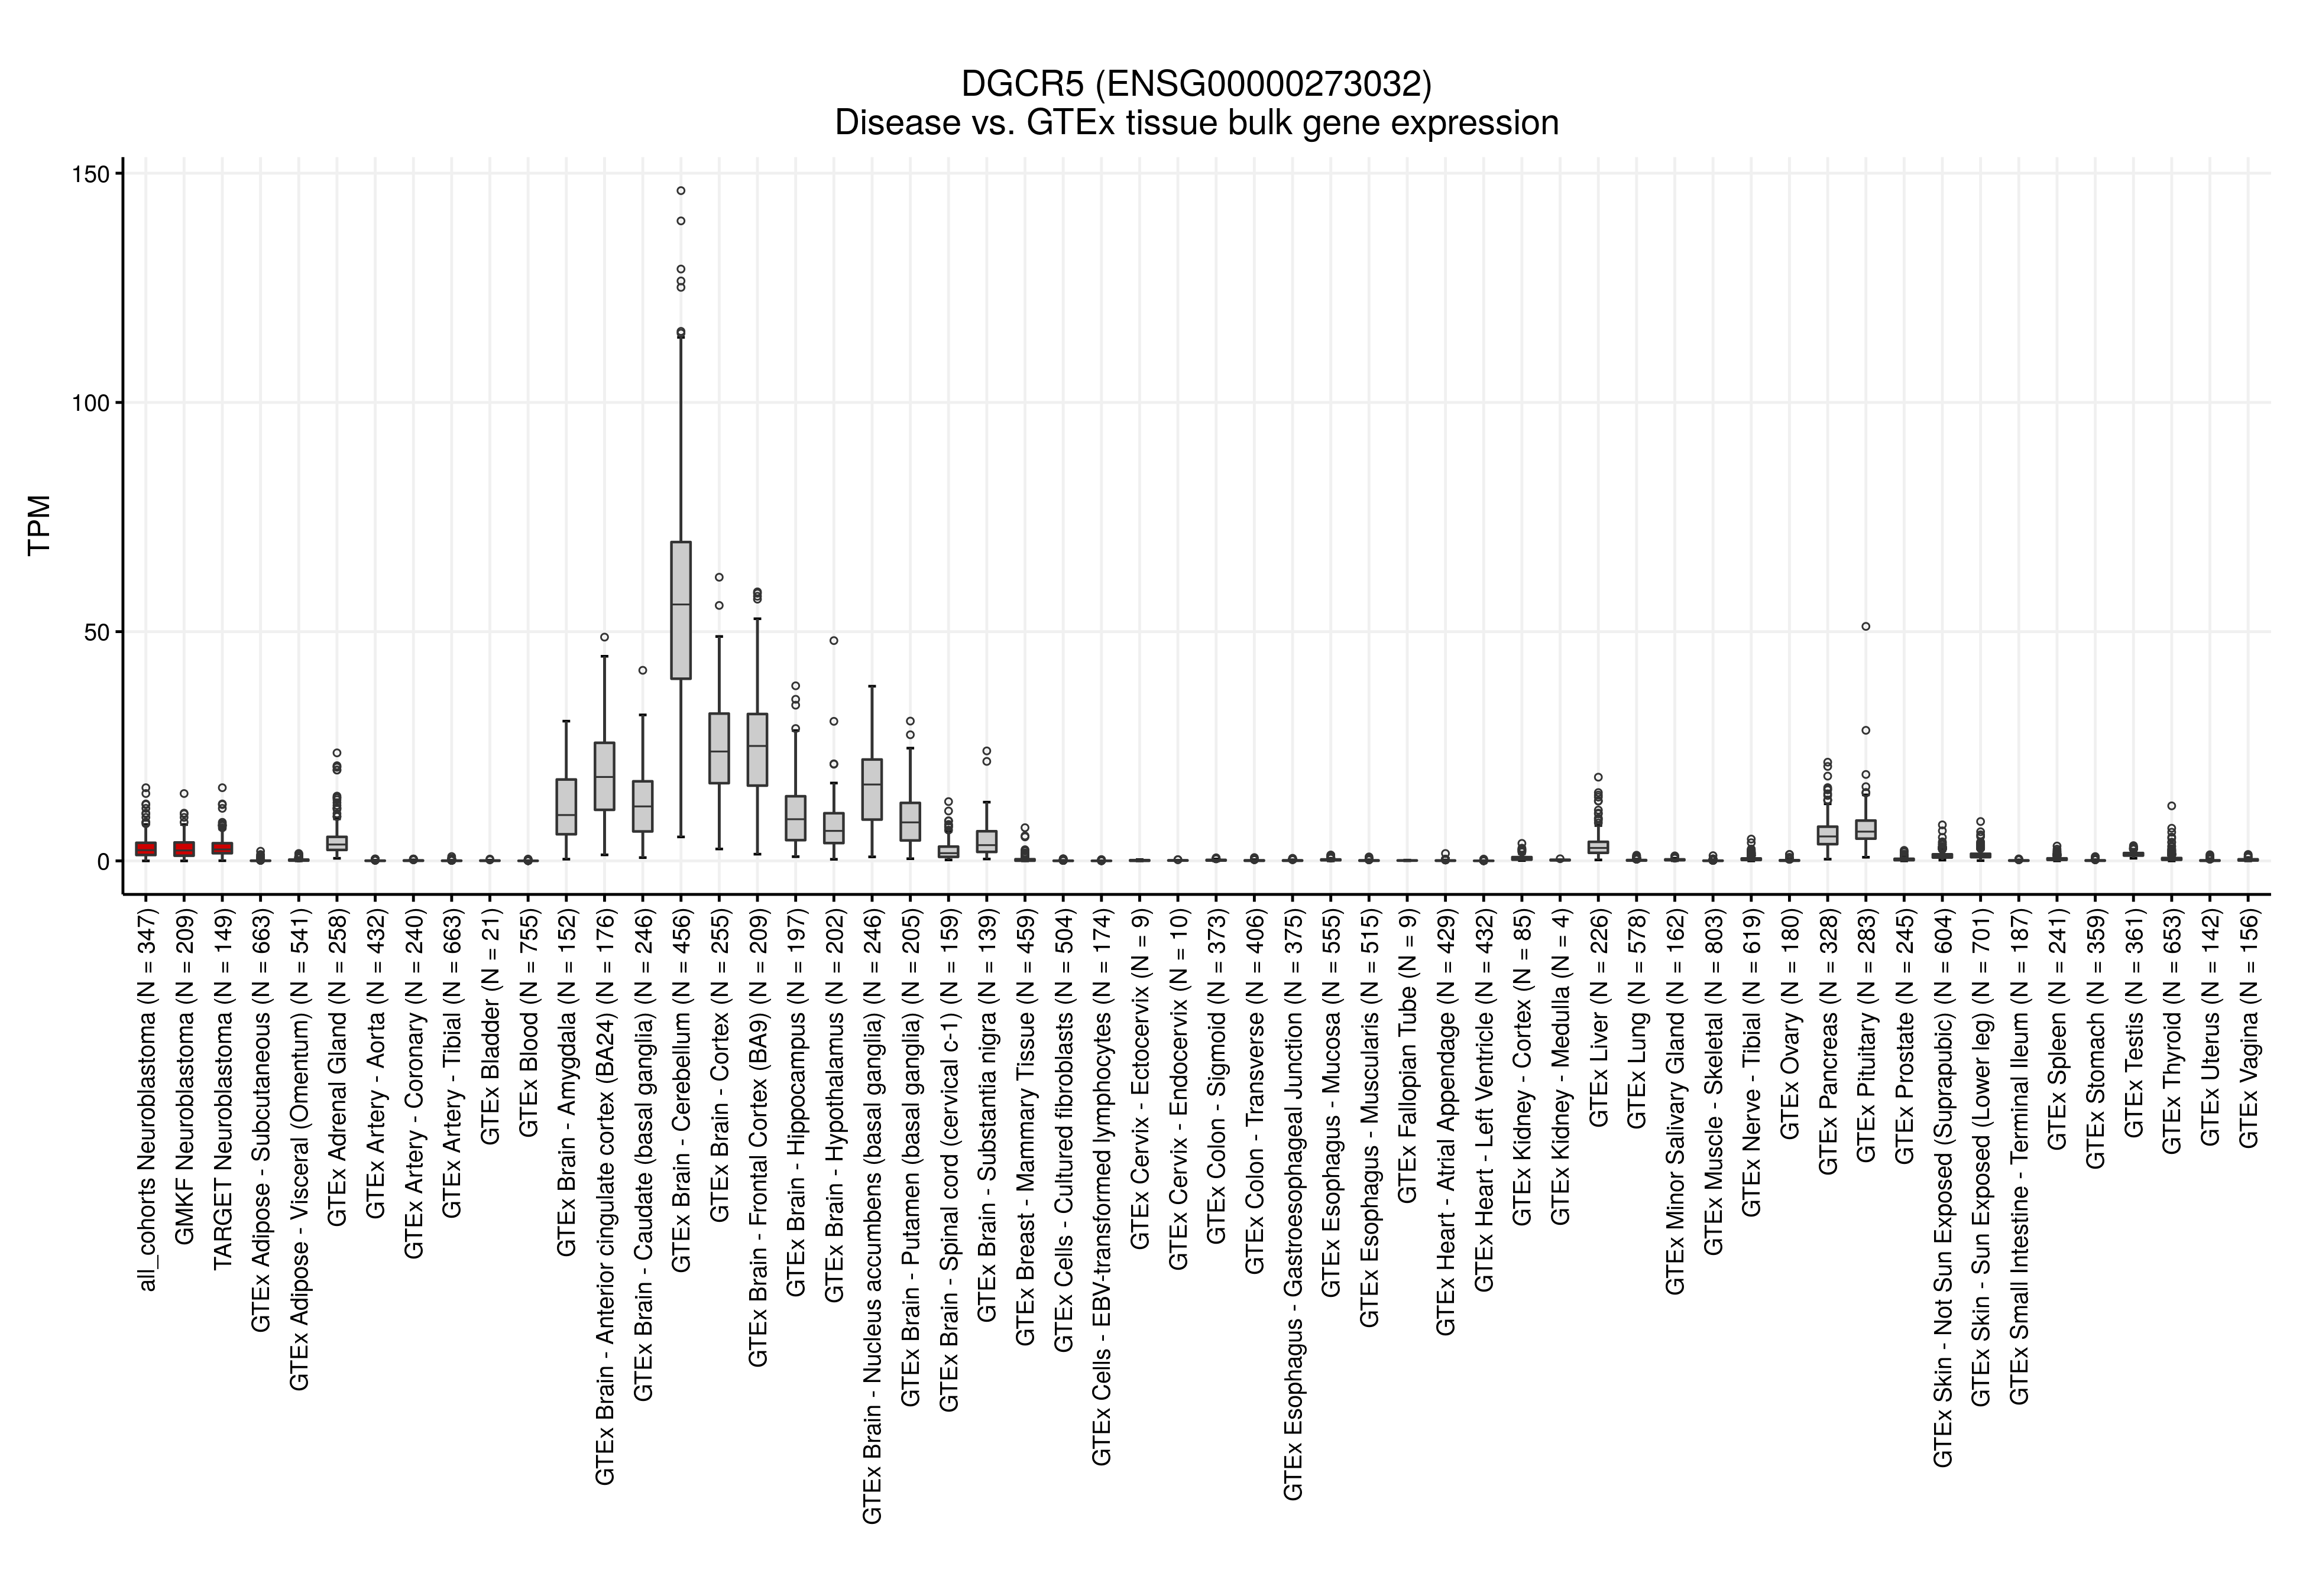 DGCR5 (ENSG00000273032)
Disease vs. GTEx tissue bulk gene expression
TPM
150
100
50
0
all_cohorts Neuroblastoma (N = 347)
GMKF Neuroblastoma (N = 209)
TARGET Neuroblastoma (N = 149)
GTEx Adipose - Subcutaneous (N = 663)
GTEx Adipose - Visceral (Omentum) (N = 541)
GTEx Adrenal Gland (N = 258)
GTEx Artery - Aorta (N = 432)
GTEx Artery - Coronary (N = 240)
GTEx Artery - Tibial (N = 663)
GTEx Bladder (N = 21)
GTEx Blood (N = 755)
GTEx Brain - Amygdala (N = 152)
GTEx Brain - Anterior cingulate cortex (BA24) (N = 176)
GTEx Brain - Caudate (basal ganglia) (N = 246)
GTEx Brain - Cerebellum (N = 456)
GTEx Brain - Cortex (N = 255)
GTEx Brain - Frontal Cortex (BA9) (N = 209)
GTEx Brain - Hippocampus (N = 197)
GTEx Brain - Hypothalamus (N = 202)
GTEx Brain - Nucleus accumbens (basal ganglia) (N = 246)
GTEx Brain - Putamen (basal ganglia) (N = 205)
GTEx Brain - Spinal cord (cervical c-1) (N = 159)
GTEx Brain - Substantia nigra (N = 139)
GTEx Breast - Mammary Tissue (N = 459)
GTEx Cells - Cultured fibroblasts (N = 504)
GTEx Cells - EBV-transformed lymphocytes (N = 174)
GTEx Cervix - Ectocervix (N = 9)
GTEx Cervix - Endocervix (N = 10)
GTEx Colon - Sigmoid (N = 373)
GTEx Colon - Transverse (N = 406)
GTEx Esophagus - Gastroesophageal Junction (N = 375)
GTEx Esophagus - Mucosa (N = 555)
GTEx Esophagus - Muscularis (N = 515)
GTEx Fallopian Tube (N = 9)
GTEx Heart - Atrial Appendage (N = 429)
GTEx Heart - Left Ventricle (N = 432)
GTEx Kidney - Cortex (N = 85)
GTEx Kidney - Medulla (N = 4)
GTEx Liver (N = 226)
GTEx Lung (N = 578)
GTEx Minor Salivary Gland (N = 162)
GTEx Muscle - Skeletal (N = 803)
GTEx Nerve - Tibial (N = 619)
GTEx Ovary (N = 180)
GTEx Pancreas (N = 328)
GTEx Pituitary (N = 283)
GTEx Prostate (N = 245)
GTEx Skin - Not Sun Exposed (Suprapubic) (N = 604)
GTEx Skin - Sun Exposed (Lower leg) (N = 701)
GTEx Small Intestine - Terminal Ileum (N = 187)
GTEx Spleen (N = 241)
GTEx Stomach (N = 359)
GTEx Testis (N = 361)
GTEx Thyroid (N = 653)
GTEx Uterus (N = 142)
GTEx Vagina (N = 156)